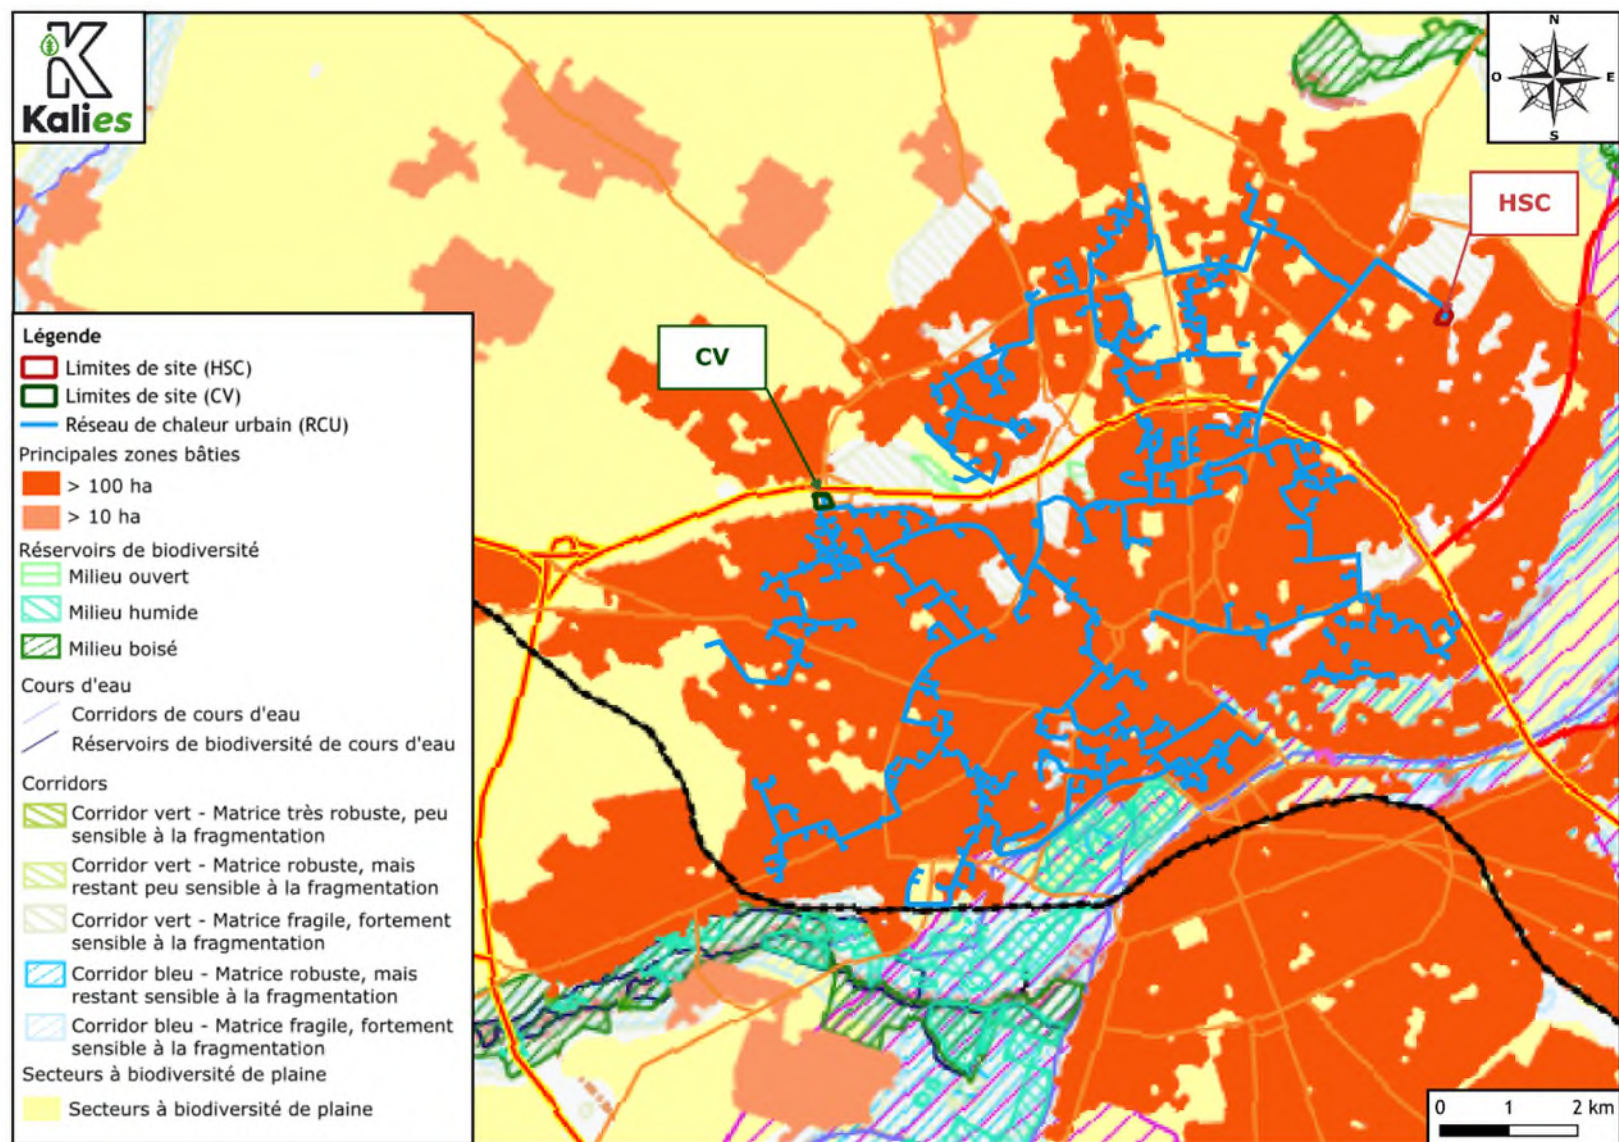 K
Kalies
N
O
E
S
HSC
CV
Légende
Limites de site (HSC)
Limites de site (CV)
Réseau de chaleur urbain (RCU)
Principales zones bâties
> 100 ha
> 10 ha
Réservoirs de biodiversité
Milieu ouvert
Milieu humide
Milieu boisé
Cours d'eau
Corridors de cours d'eau
Réservoirs de biodiversité de cours d'eau
Corridors
Corridor vert - Matrice très robuste, peu
sensible à la fragmentation
Corridor vert - Matrice robuste, mais
restant peu sensible à la fragmentation
Corridor vert - Matrice fragile, fortement
sensible à la fragmentation
Corridor bleu - Matrice robuste, mais
restant sensible à la fragmentation
Corridor bleu - Matrice fragile, fortement
sensible à la fragmentation
Secteurs à biodiversité de plaine
Secteurs à biodiversité de plaine
0 1 2 km